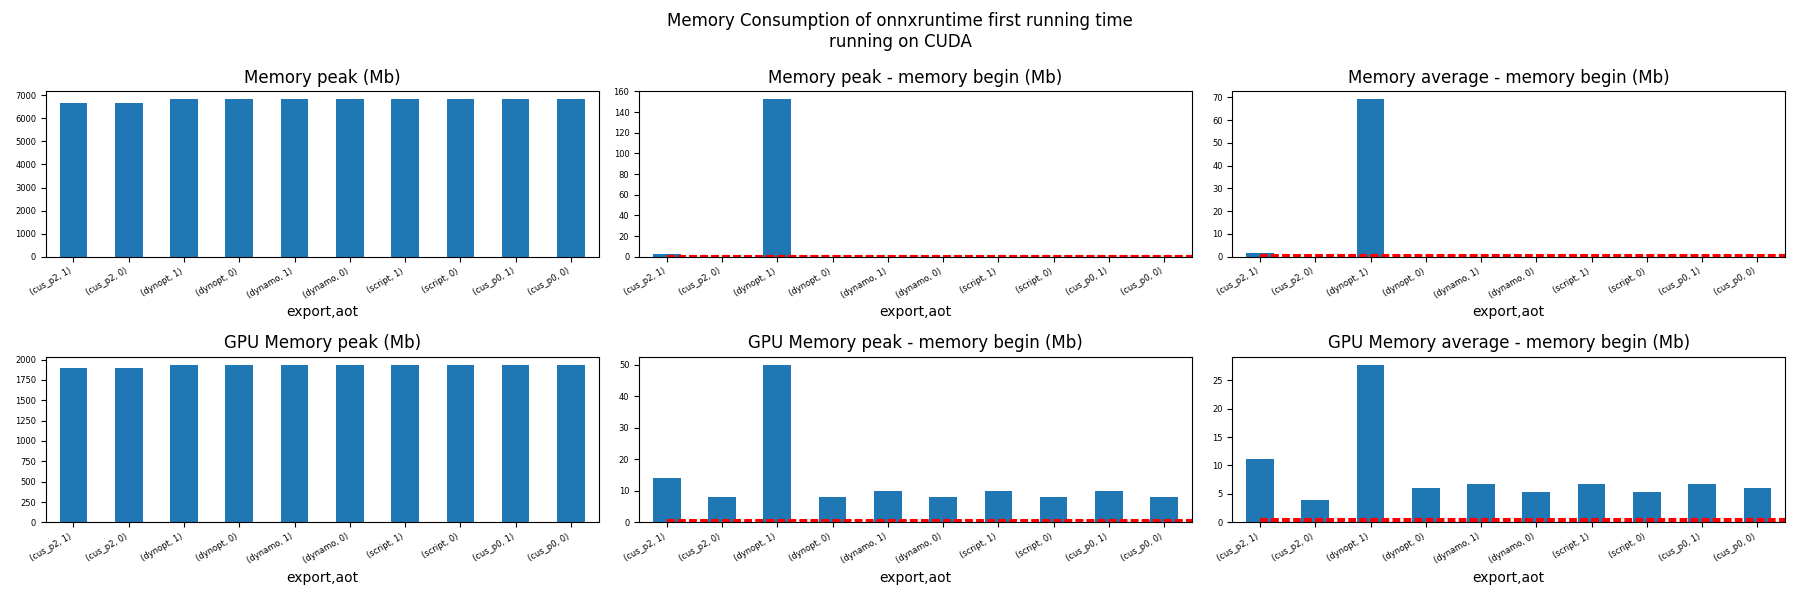 Memory Consumption of onnxruntime first running time
running on CUDA
Memory peak (Mb)
7000
6000
5000
4000
3000
2000
1000
0
(cus_p2, 1)
(cus_p2, 0)
(dynopt, 1)
(dynopt, 0)
(dynamo, 1)
(dynamo, 0)
(script, 1)
(script, 0)
(cus_p0, 1)
(cus_p0, 0)
export,aot
Memory peak - memory begin (Mb)
160
140
120
100
80
60
40
20
0
(cus_p2, 1)
(cus_p2, 0)
(dynopt, 1)
(dynopt, 0)
(dynamo, 1)
(dynamo, 0)
(script, 1)
(script, 0)
(cus_p0, 1)
(cus_p0, 0)
export,aot
Memory average - memory begin (Mb)
70
60
50
40
30
20
10
0
(cus_p2, 1)
(cus_p2, 0)
(dynopt, 1)
(dynopt, 0)
(dynamo, 1)
(dynamo, 0)
(script, 1)
(script, 0)
(cus_p0, 1)
(cus_p0, 0)
export,aot
GPU Memory peak (Mb)
2000
1750
1500
1250
1000
750
500
250
0
(cus_p2, 1)
(cus_p2, 0)
(dynopt, 1)
(dynopt, 0)
(dynamo, 1)
(dynamo, 0)
(script, 1)
(script, 0)
(cus_p0, 1)
(cus_p0, 0)
export,aot
GPU Memory peak - memory begin (Mb)
50
40
30
20
10
0
(cus_p2, 1)
(cus_p2, 0)
(dynopt, 1)
(dynopt, 0)
(dynamo, 1)
(dynamo, 0)
(script, 1)
(script, 0)
(cus_p0, 1)
(cus_p0, 0)
export,aot
GPU Memory average - memory begin (Mb)
25
20
15
10
5
0
(cus_p2, 1)
(cus_p2, 0)
(dynopt, 1)
(dynopt, 0)
(dynamo, 1)
(dynamo, 0)
(script, 1)
(script, 0)
(cus_p0, 1)
(cus_p0, 0)
export,aot